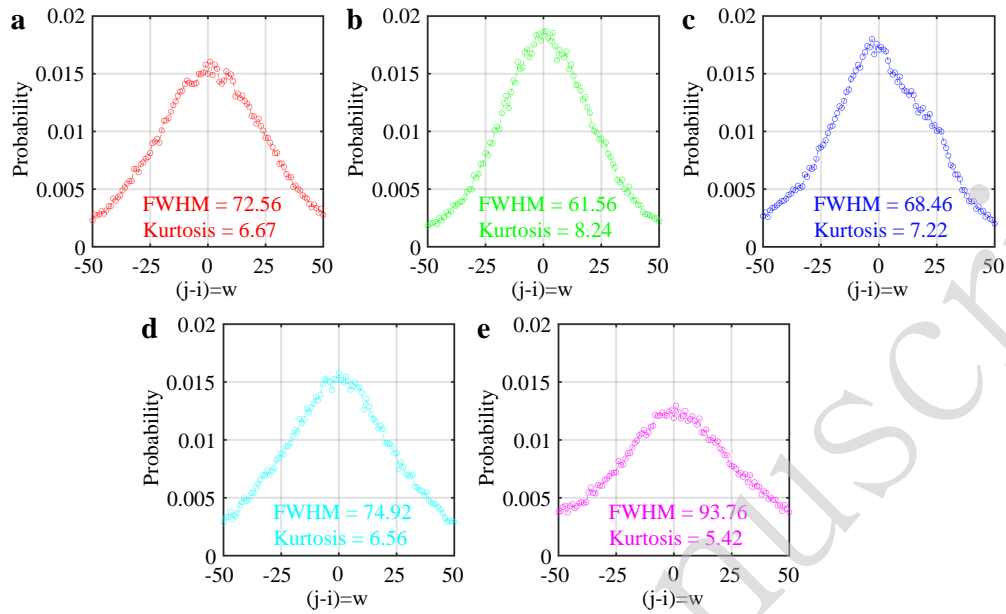 a
0.02
0.015
0.01
0.005
0
Probability
FWHM = 72.56
Kurtosis = 6.67
-50 -25 0 25 50
(j-i)=w
b
0.02
0.015
0.01
0.005
0
Probability
FWHM = 61.56
Kurtosis = 8.24
-50 -25 0 25 50
(j-i)=w
c
0.02
0.015
0.01
0.005
0
Probability
FWHM = 68.46
Kurtosis = 7.22
-50 -25 0 25 50
(j-i)=w
d
0.02
0.015
0.01
0.005
0
Probability
FWHM = 74.92
Kurtosis = 6.56
-50 -25 0 25 50
(j-i)=w
e
0.02
0.015
0.01
0.005
0
Probability
FWHM = 93.76
Kurtosis = 5.42
-50 -25 0 25 50
(j-i)=w
nuscri